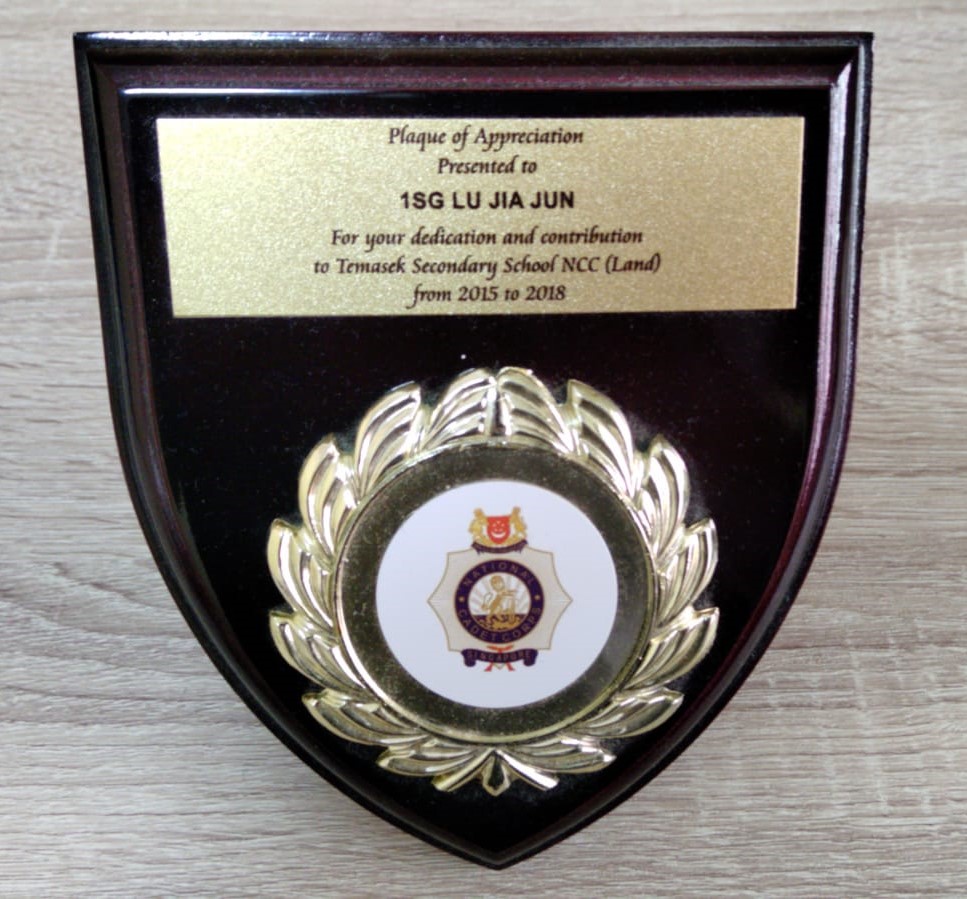 Plaque of Appreciation
Presented to
1SG LU JIA JUN
For your dedication and contribution
to Temasek Secondary School NCC (Land)
from 2015 to 2018
NATIONAL
CADET CORPS
SINGAPORE